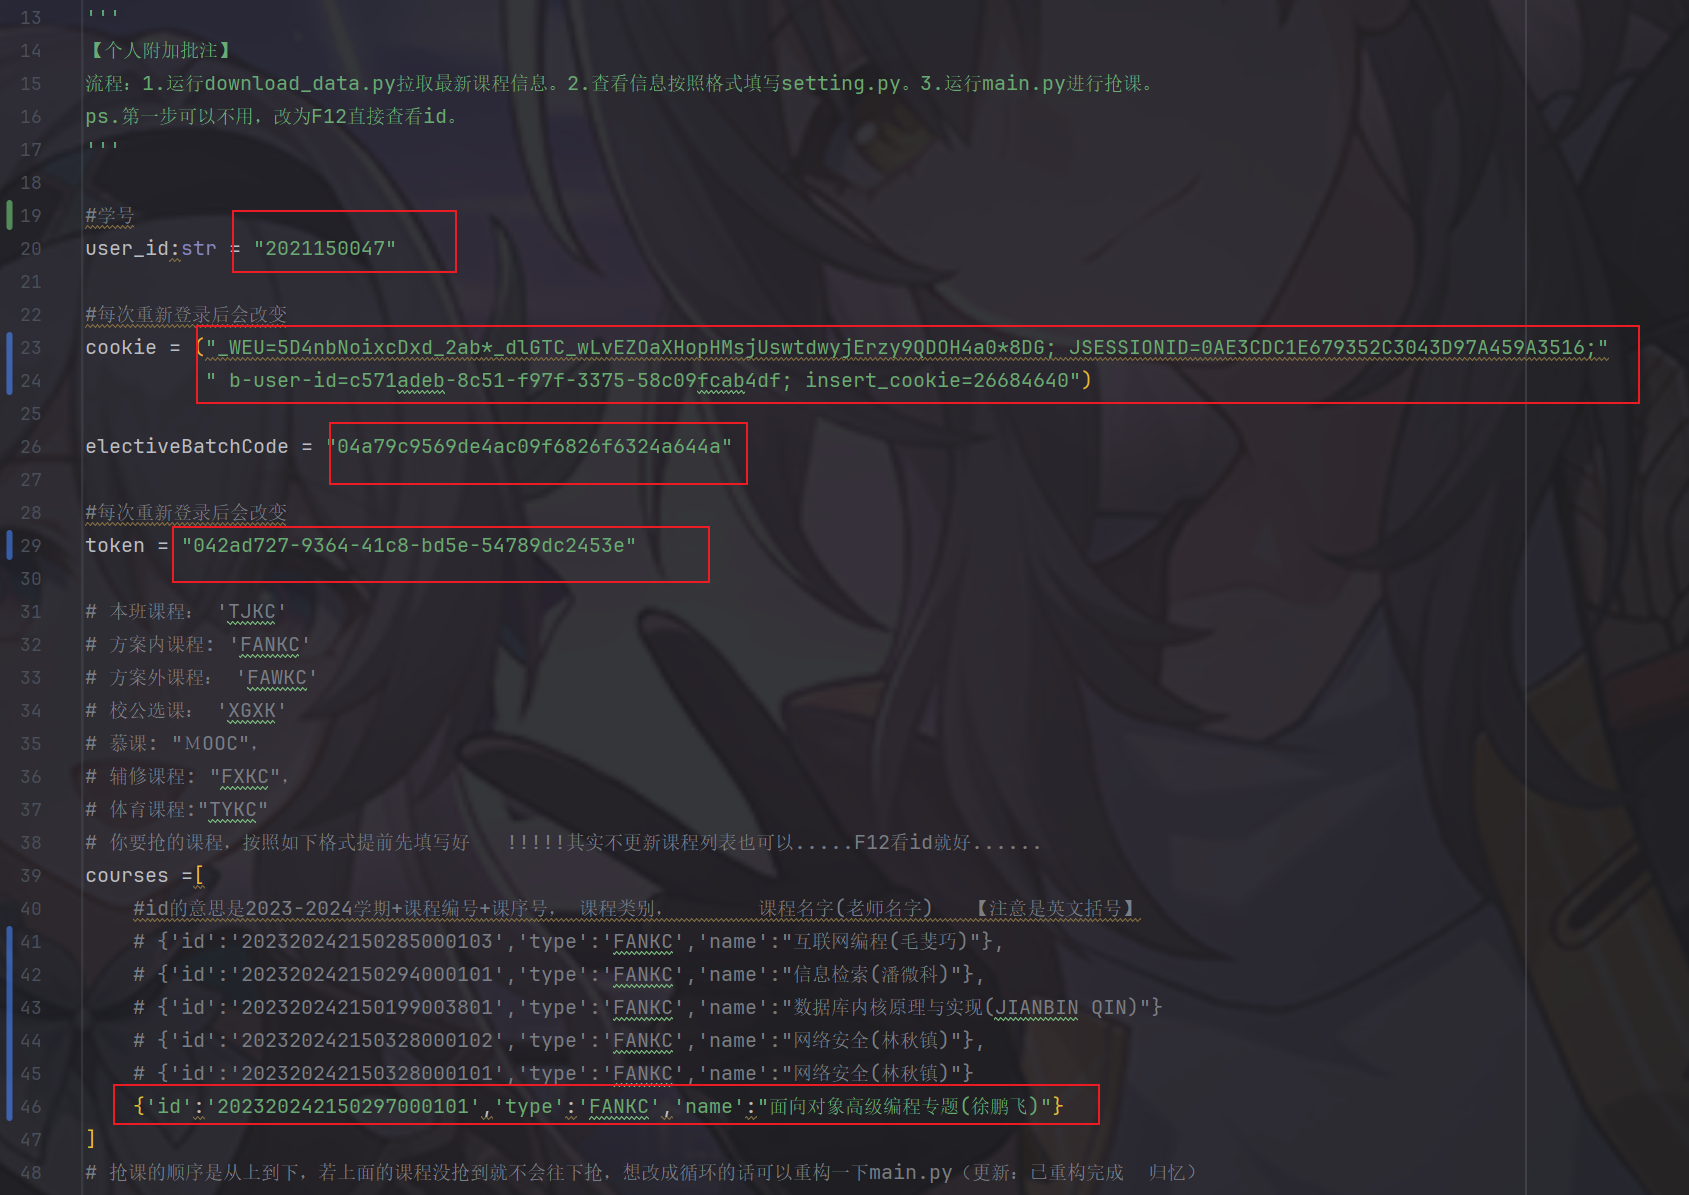 13 '''
14 【个人附加批注】
15 流程：1.运行download_data.py拉取最新课程信息。2.查看信息按照格式填写setting.py。3.运行main.py进行抢课。
16 ps.第一步可以不用，改为F12直接查看id。
17 '''
18
19 #学号
20 user_id:str = "2021150047"
21
22 #每次重新登录后会改变
23 cookie = ("_WEU=5D4nbNoixcDxd_2ab*_dlGTC_wLvEZOaXHopHMsjUswtdwyjErzy9QDOH4a0*8DG; JSESSIONID=0AE3CDC1E679352C3043D97A459A3516;"
24 " b-user-id=c571adeb-8c51-f97f-3375-58c09fcab4df; insert_cookie=26684640")
25
26 electiveBatchCode = "04a79c9569de4ac09f6826f6324a644a"
27
28 #每次重新登录后会改变
29 token = "042ad727-9364-41c8-bd5e-54789dc2453e"
30
31 # 本班课程： 'TJKC'
32 # 方案内课程: 'FANKC'
33 # 方案外课程： 'FAWKC'
34 # 校公选课： 'XGXK'
35 # 慕课: "MOOC",
36 # 辅修课程: "FXKC",
37 # 体育课程:"TYKC"
38 # 你要抢的课程，按照如下格式提前先填写好 !!!!!其实不更新课程列表也可以.....F12看id就好......
39 courses =[
40 #id的意思是2023-2024学期+课程编号+课序号， 课程类别， 课程名字(老师名字) 【注意是英文括号】
41 # {'id':'202320242150285000103','type':'FANKC','name':"互联网编程(毛斐巧)"},
42 # {'id':'202320242150294000101','type':'FANKC','name':"信息检索(潘微科)"},
43 # {'id':'202320242150199003801','type':'FANKC','name':"数据库内核原理与实现(JIANBIN QIN)"}
44 # {'id':'202320242150328000102','type':'FANKC','name':"网络安全(林秋镇)"},
45 # {'id':'202320242150328000101','type':'FANKC','name':"网络安全(林秋镇)"}
46 {'id':'202320242150297000101','type':'FANKC','name':"面向对象高级编程专题(徐鹏飞)"}
47 ]
48 # 抢课的顺序是从上到下，若上面的课程没抢到就不会往下抢，想改成循环的话可以重构一下main.py（更新：已重构完成 归忆）